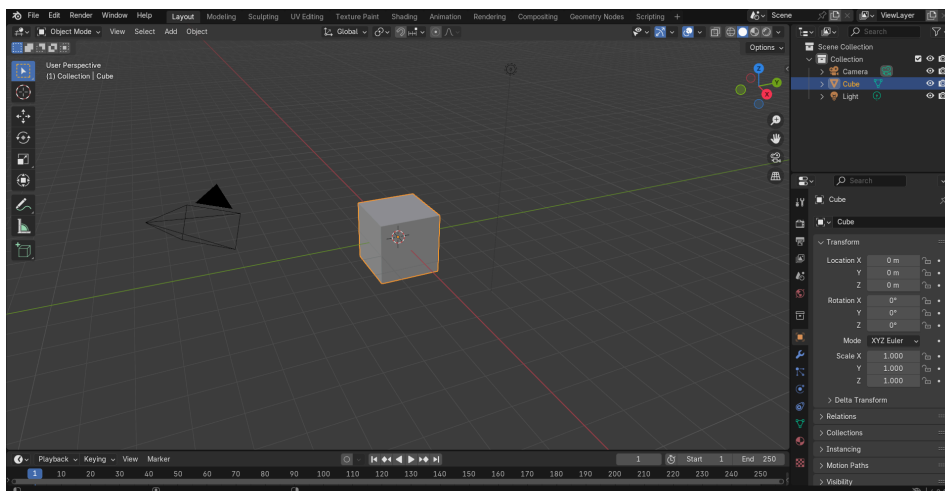 File Edit Render Window Help Layout Modeling Sculpting UV Editing Texture Paint Shading Animation Rendering Compositing Geometry Nodes Scripting + Scene ViewLayer
Object Mode View Select Add Object Global Search
Options
User Perspective
(1) Collection | Cube
Z
Y
X
Scene Collection
Collection
Camera
Cube
Light
Search
Cube
Cube
Transform
Location X 0 m
Y 0 m
Z 0 m
Rotation X 0°
Y 0°
Z 0°
Mode XYZ Euler
Scale X 1.000
Y 1.000
Z 1.000
Delta Transform
Relations
Collections
Instancing
Motion Paths
Visibility
Playback Keying View Marker 1 Start 1 End 250
1 10 20 30 40 50 60 70 80 90 100 110 120 130 140 150 160 170 180 190 200 210 220 230 240 250